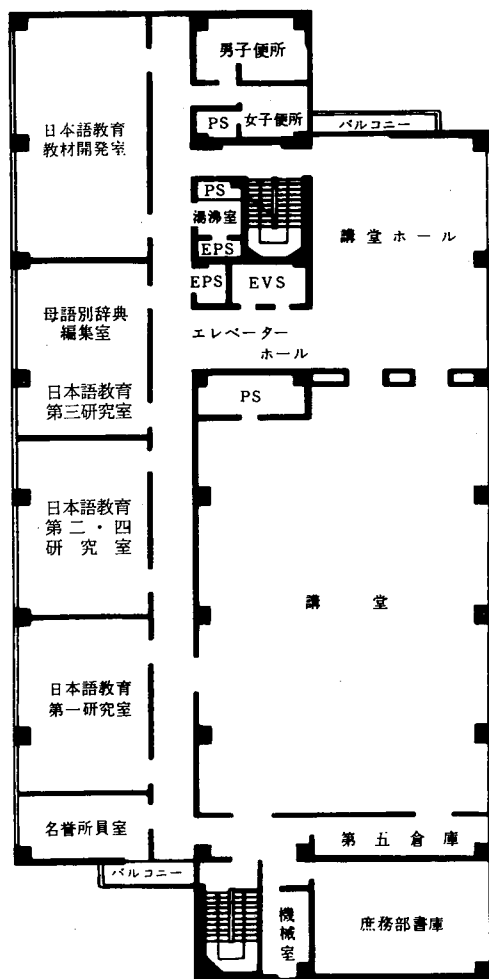 男子便所
PS
女子便所
バルコニー
日本語教育
教材開発室
PS
湯沸室
EPS
講堂ホール
EPS
EVS
母語別辞典
編集室
エレベーター
ホール
日本語教育
第三研究室
PS
日本語教育
第二・四
研究室
講堂
日本語教育
第一研究室
名誉所員室
第五倉庫
バルコニー
機械室
庶務部書庫